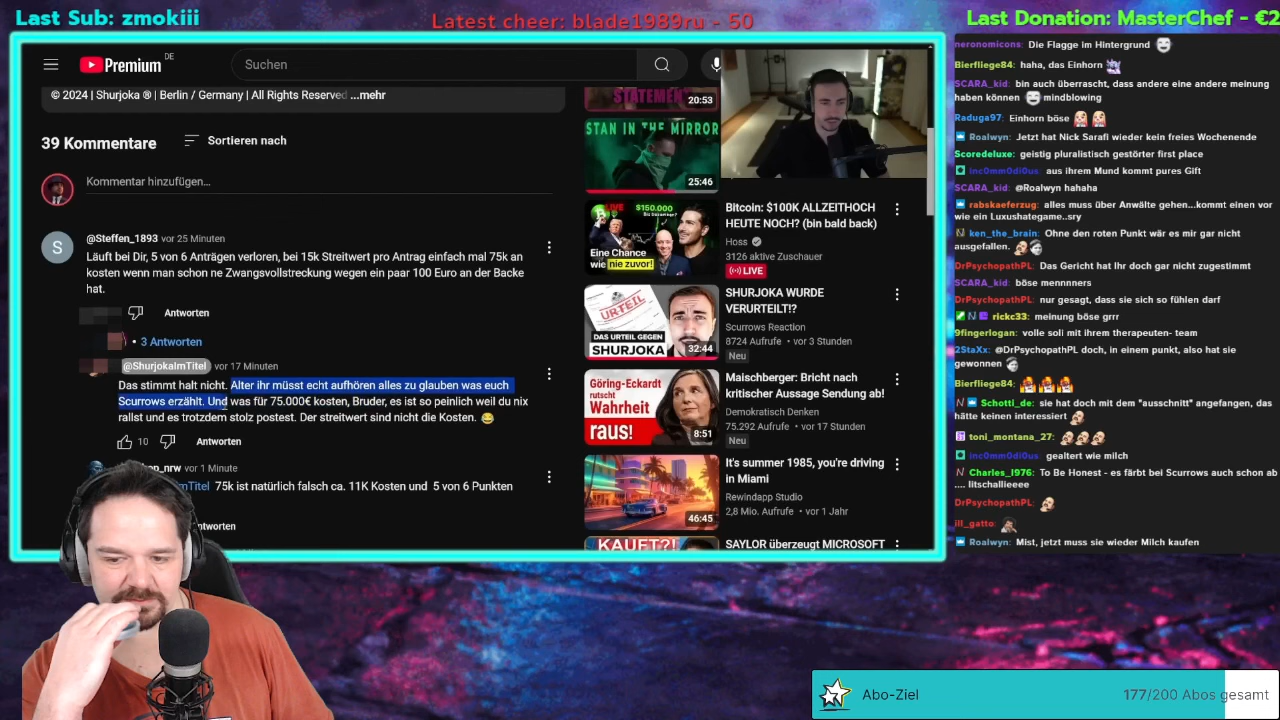 Last Sub: zmokiii
Latest cheer: blade1989ru - 50
Last Donation: MasterChef - €2
Premium DE
Suchen
© 2024 | Shurjoka ® | Berlin / Germany | All Rights Reserved ...mehr
39 Kommentare
Sortieren nach
Kommentar hinzufügen...
S
@Steffen_1893 vor 25 Minuten
Läuft bei Dir, 5 von 6 Anträgen verloren, bei 15k Streitwert pro Antrag einfach mal 75k an
kosten wenn man schon ne Zwangsvolstreckung wegen ein paar 100 Euro an der Backe
hat.
Antworten
• 3 Antworten
@ShurjokaImTitel vor 17 Minuten
Das stimmt halt nicht. Alter ihr müsst echt aufhören alles zu glauben was euch
Scurrows erzählt. Und was für 75.000€ kosten, Bruder, es ist so peinlich weil du nix
rallst und es trotzdem stolz postest. Der streitwert sind nicht die Kosten. 😂
10
Antworten
op_nrw vor 1 Minute
mTitel 75k ist natürlich falsch ca. 11K Kosten und 5 von 6 Punkten
ntworten
STATEMENT
20:53
STAN IN THE MIRROR
25:46
LIVE
$150.000
Eine Chance
wie nie zuvor!
Bitcoin: $100K ALLZEITHOCH
HEUTE NOCH? (bin bald back)
Hoss
3126 aktive Zuschauer
LIVE
URTEIL
DAS URTEIL GEGEN
SHURJOKA
32:44
SHURJOKA WURDE
VERURTEILT!?
Scurrows Reaction
8724 Aufrufe • vor 3 Stunden
Neu
Göring-Eckardt
rutscht
Wahrheit
raus!
8:51
Maischberger: Bricht nach
kritischer Aussage Sendung ab!
Demokratisch Denken
75.292 Aufrufe • vor 17 Stunden
Neu
46:45
It's summer 1985, you're driving
in Miami
Rewindapp Studio
2,8 Mio. Aufrufe • vor 1 Jahr
KAUFT?!
SAYLOR überzeugt MICROSOFT
neronomicons: Die Flagge im Hintergrund
Bierfliege84: haha, das Einhorn
SCARA_kid: bin auch überrascht, dass andere eine andere meinung
haben können mindblowing
Raduga97: Einhorn böse
Roalwyn: Jetzt hat Nick Sarafi wieder kein freies Wochenende
Scoredeluxe: geistig pluralistisch gestörter first place
inc0mm0di0us: aus ihrem Mund kommt pures Gift
SCARA_kid: @Roalwyn hahaha
rabskaeferzug: alles muss über Anwälte gehen...kommt einen vor
wie ein Luxushategame..sry
ken_the_brain: Ohne den roten Punkt wär es mir gar nicht
ausgefallen.
DrPsychopathPL: Das Gericht hat Ihr doch gar nicht zugestimmt
SCARA_kid: böse mennnners
DrPsychopathPL: nur gesagt, dass sie sich so fühlen darf
rickc33: meinung böse grrr
9fingerlogan: volle soli mit ihrem therapeuten- team
2StaXx: @DrPsychopathPL doch, in einem punkt, also hat sie
gewonnen
Bierfliege84:
Schotti_de: sie hat doch mit dem "ausschnitt" angefangen, das
hätte keinen interessiert
toni_montana_27:
inc0mm0di0us: gealtert wie milch
Charles_1976: To Be Honest - es färbt bei Scurrows auch schon ab
.... litschallieeee
DrPsychopathPL:
ill_gatto:
Roalwyn: Mist, jetzt muss sie wieder Milch kaufen
Abo-Ziel
177/200 Abos gesamt